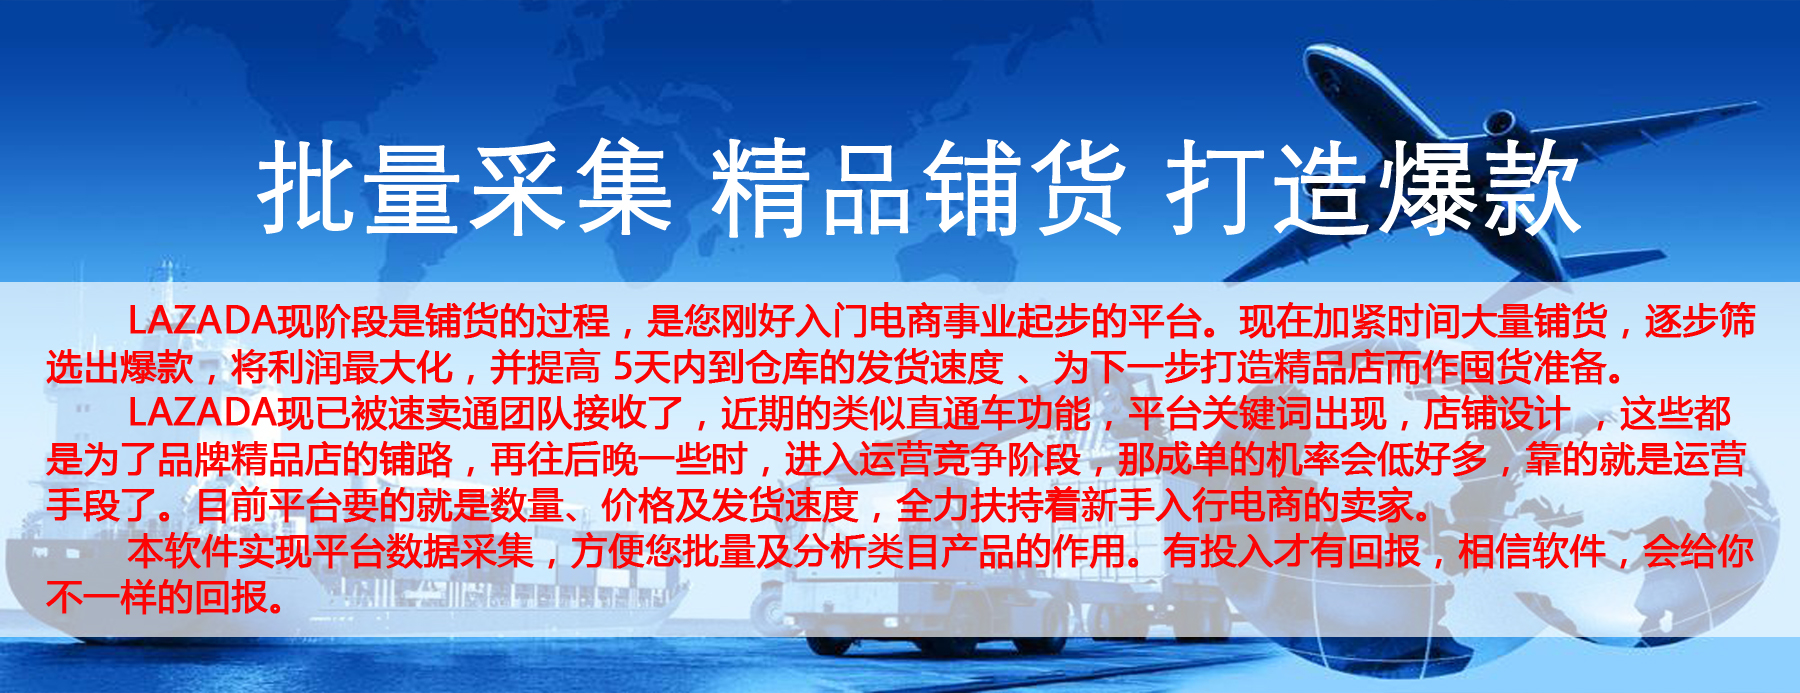 批量采集 精品铺货 打造爆款
LAZADA现阶段是铺货的过程，是您刚好入门电商事业起步的平台。现在加紧时间大量铺货，逐步筛
选出爆款，将利润最大化，并提高 5天内到仓库的发货速度 、为下一步打造精品店而作囤货准备。
LAZADA现已被速卖通团队接收了，近期的类似直通车功能，平台关键词出现，店铺设计 ，这些都
是为了品牌精品店的铺路，再往后晚一些时，进入运营竞争阶段，那成单的机率会低好多，靠的就是运营
手段了。目前平台要的就是数量、价格及发货速度，全力扶持着新手入行电商的卖家。
本软件实现平台数据采集，方便您批量及分析类目产品的作用。有投入才有回报，相信软件，会给你
不一样的回报。